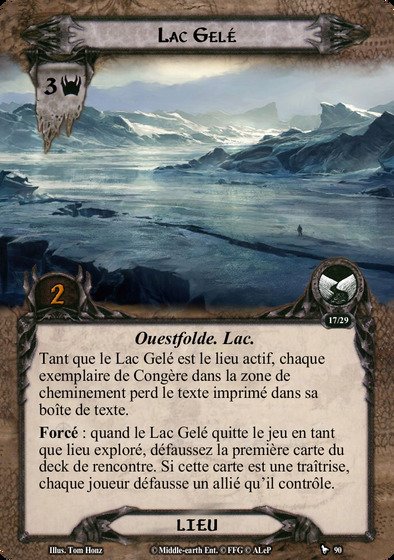 Lac Gelé
3
2
17/29
Ouestfolde. Lac.
Tant que le Lac Gelé est le lieu actif, chaque
exemplaire de Congère dans la zone de
cheminement perd le texte imprimé dans sa
boîte de texte.
Forcé : quand le Lac Gelé quitte le jeu en tant
que lieu exploré, défaussez la première carte du
deck de rencontre. Si cette carte est une traîtrise,
chaque joueur défausse un allié qu'il contrôle.
LIEU
Illus. Tom Honz © Middle-earth Ent. © FFG © ALeP 90